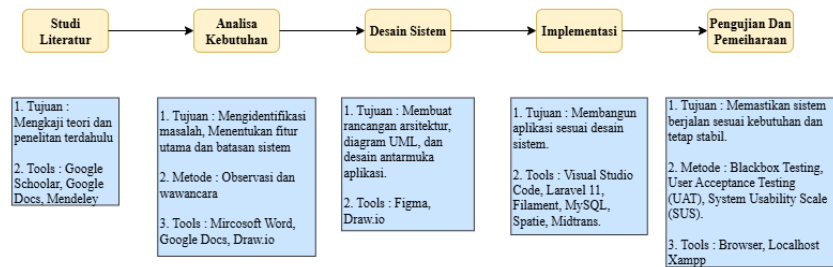 Studi
Literatur
Analisa
Kebutuhan
Desain Sistem
Implementasi
Pengujian Dan
Pemeiharaan
1. Tujuan :
Mengkaji teori dan
penelitan terdahulu
2. Tools : Google
Schoolar, Google
Docs, Mendeley
1. Tujuan : Mengidentifikasi
masalah, Menentukan fitur
utama dan batasan sistem
2. Metode : Observasi dan
wawancara
3. Tools : Mircosoft Word,
Google Docs, Draw.io
1. Tujuan : Membuat
rancangan arsitektur,
diagram UML, dan
desain antarmuka
aplikasi.
2. Tools : Figma,
Draw.io
1. Tujuan : Membangun
aplikasi sesuai desain
sistem.
2. Tools : Visual Studio
Code, Laravel 11,
Filament, MySQL,
Spatie, Midtrans.
1. Tujuan : Memastikan sistem
berjalan sesuai kebutuhan dan
tetap stabil.
2. Metode : Blackbox Testing,
User Acceptance Testing
(UAT), System Usability Scale
(SUS).
3. Tools : Browser, Localhost
Xampp